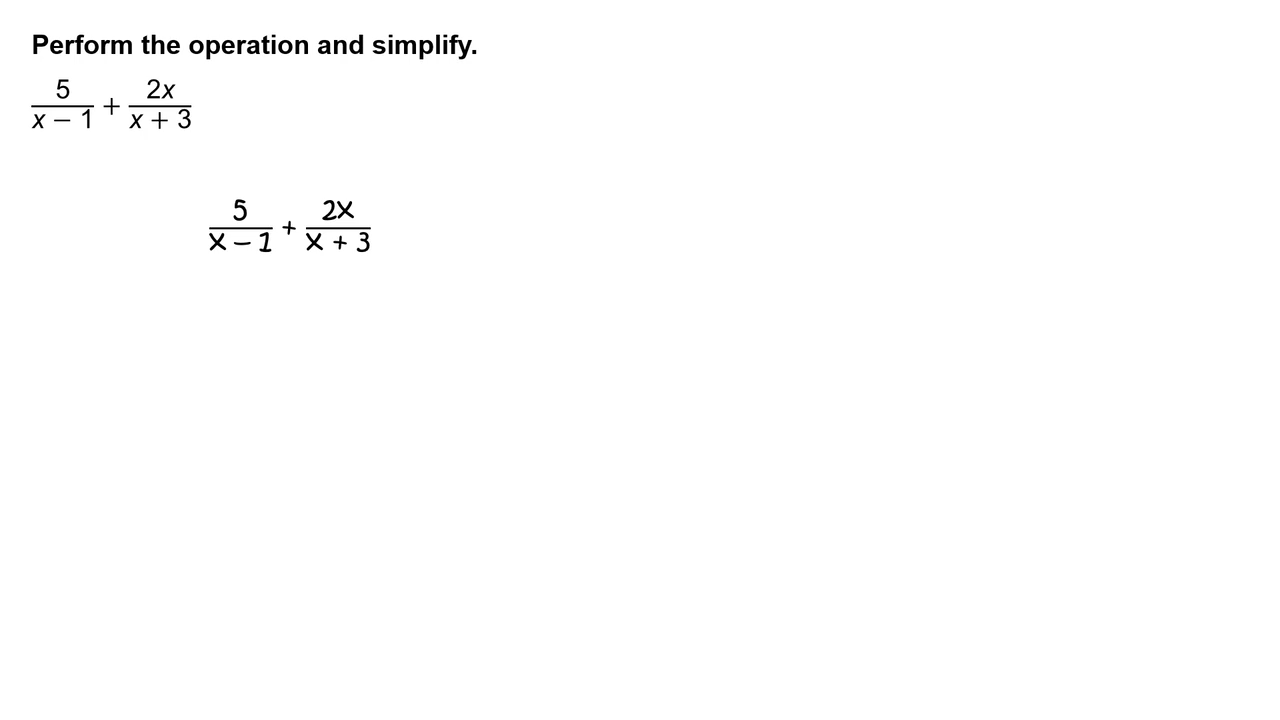 Perform the operation and simplify.
5/(x − 1) + 2x/(x + 3)
5/(x − 1) + 2x/(x + 3)